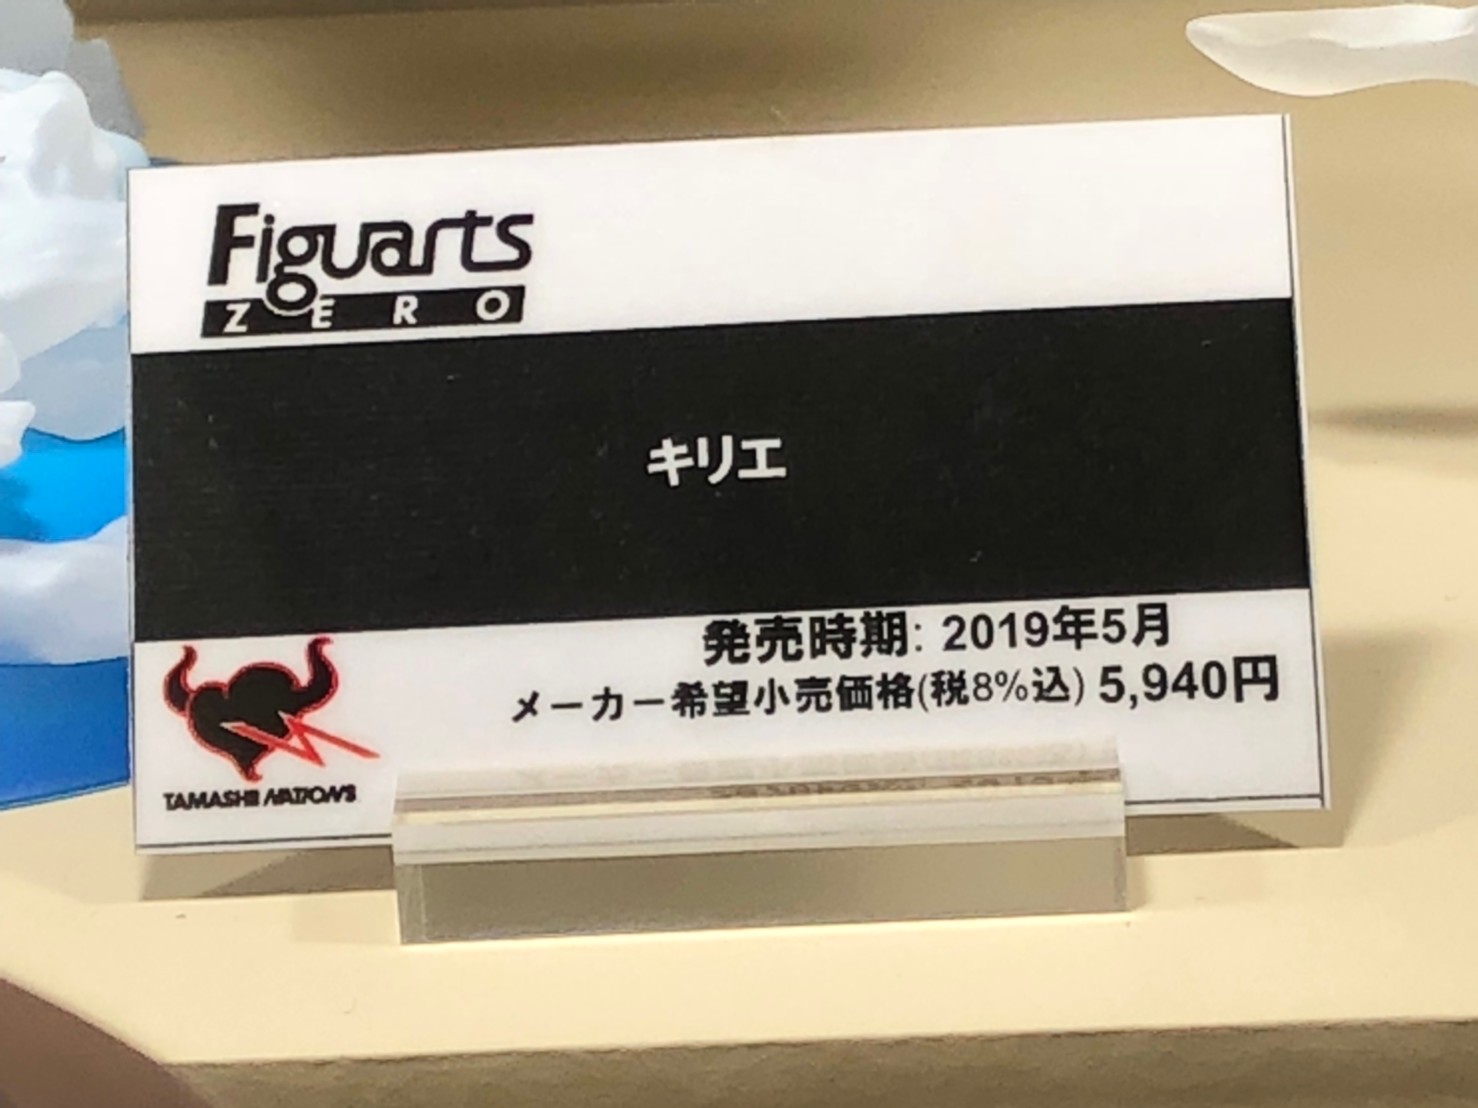 Figuarts
ZERO
キリエ
発売時期: 2019年5月
メーカー希望小売価格(税8%込) 5,940円
TAMASHII NATIONS